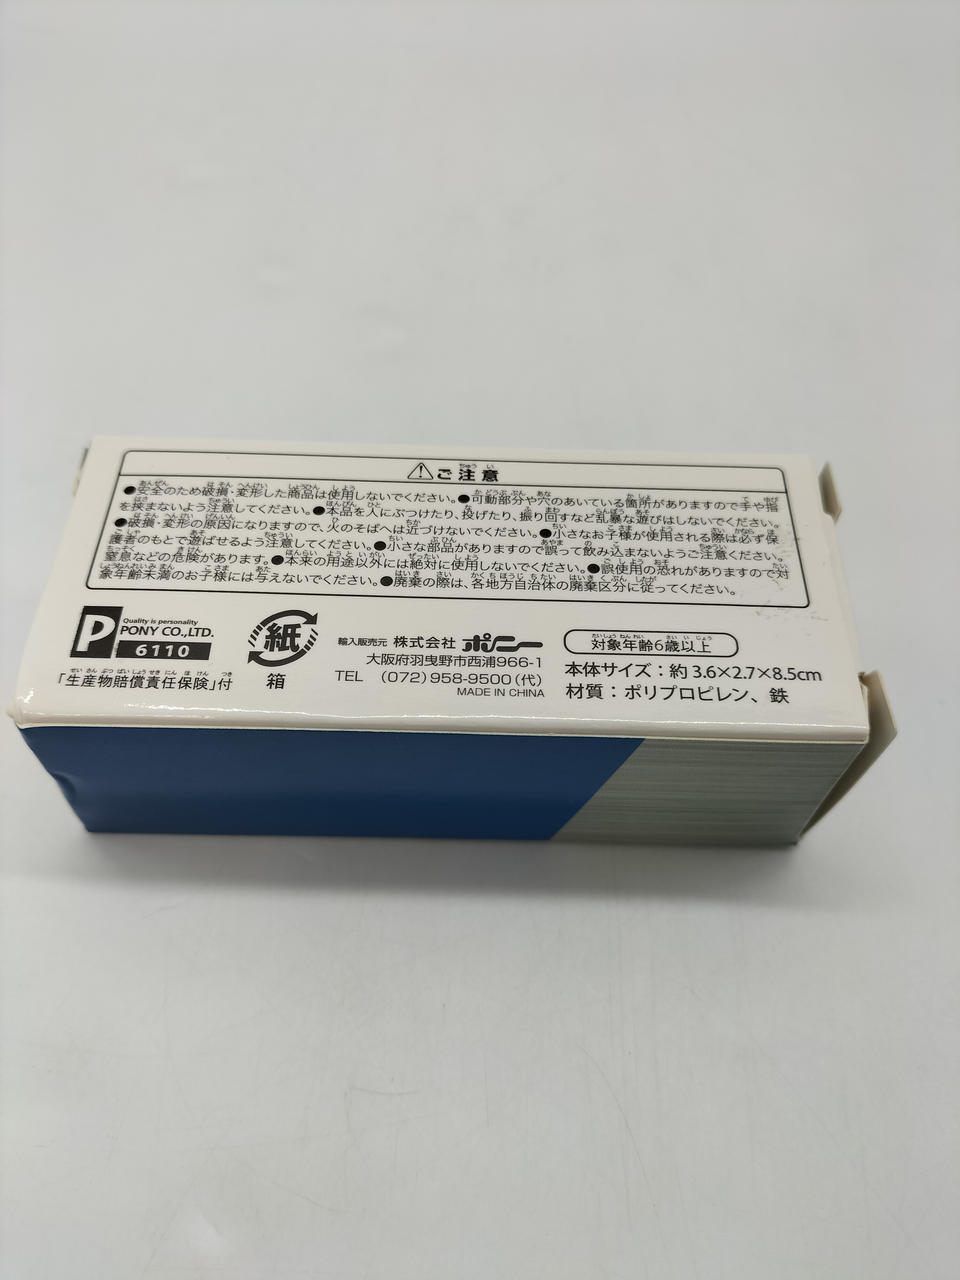 ⚠ご注意
●安全のため破損・変形した商品は使用しないでください。●可動部分や穴のあいている箇所がありますので手や指
を挟まないよう注意してください。●本品を人にぶつけたり、投げたり、振り回すなど乱暴な遊びはしないでください。
●破損・変形の原因になりますので、火のそばへは近づけないでください。●小さなお子様が使用される際は必ず保
護者のもとで遊ばせるよう注意してください。●小さな部品がありますので誤って飲み込まないようご注意ください。
窒息などの危険があります。●本来の用途以外には絶対に使用しないでください。●誤使用の恐れがありますので対
象年齢未満のお子様には与えないでください。●廃棄の際は、各地方自治体の廃棄区分に従ってください。
P
Quality is personality
PONY CO.,LTD.
6110
「生産物賠償責任保険」付
紙
箱
輸入販売元 株式会社 ポニー
大阪府羽曳野市西浦966-1
TEL (072)958-9500(代)
MADE IN CHINA
対象年齢6歳以上
本体サイズ：約 3.6×2.7×8.5cm
材質：ポリプロピレン、鉄